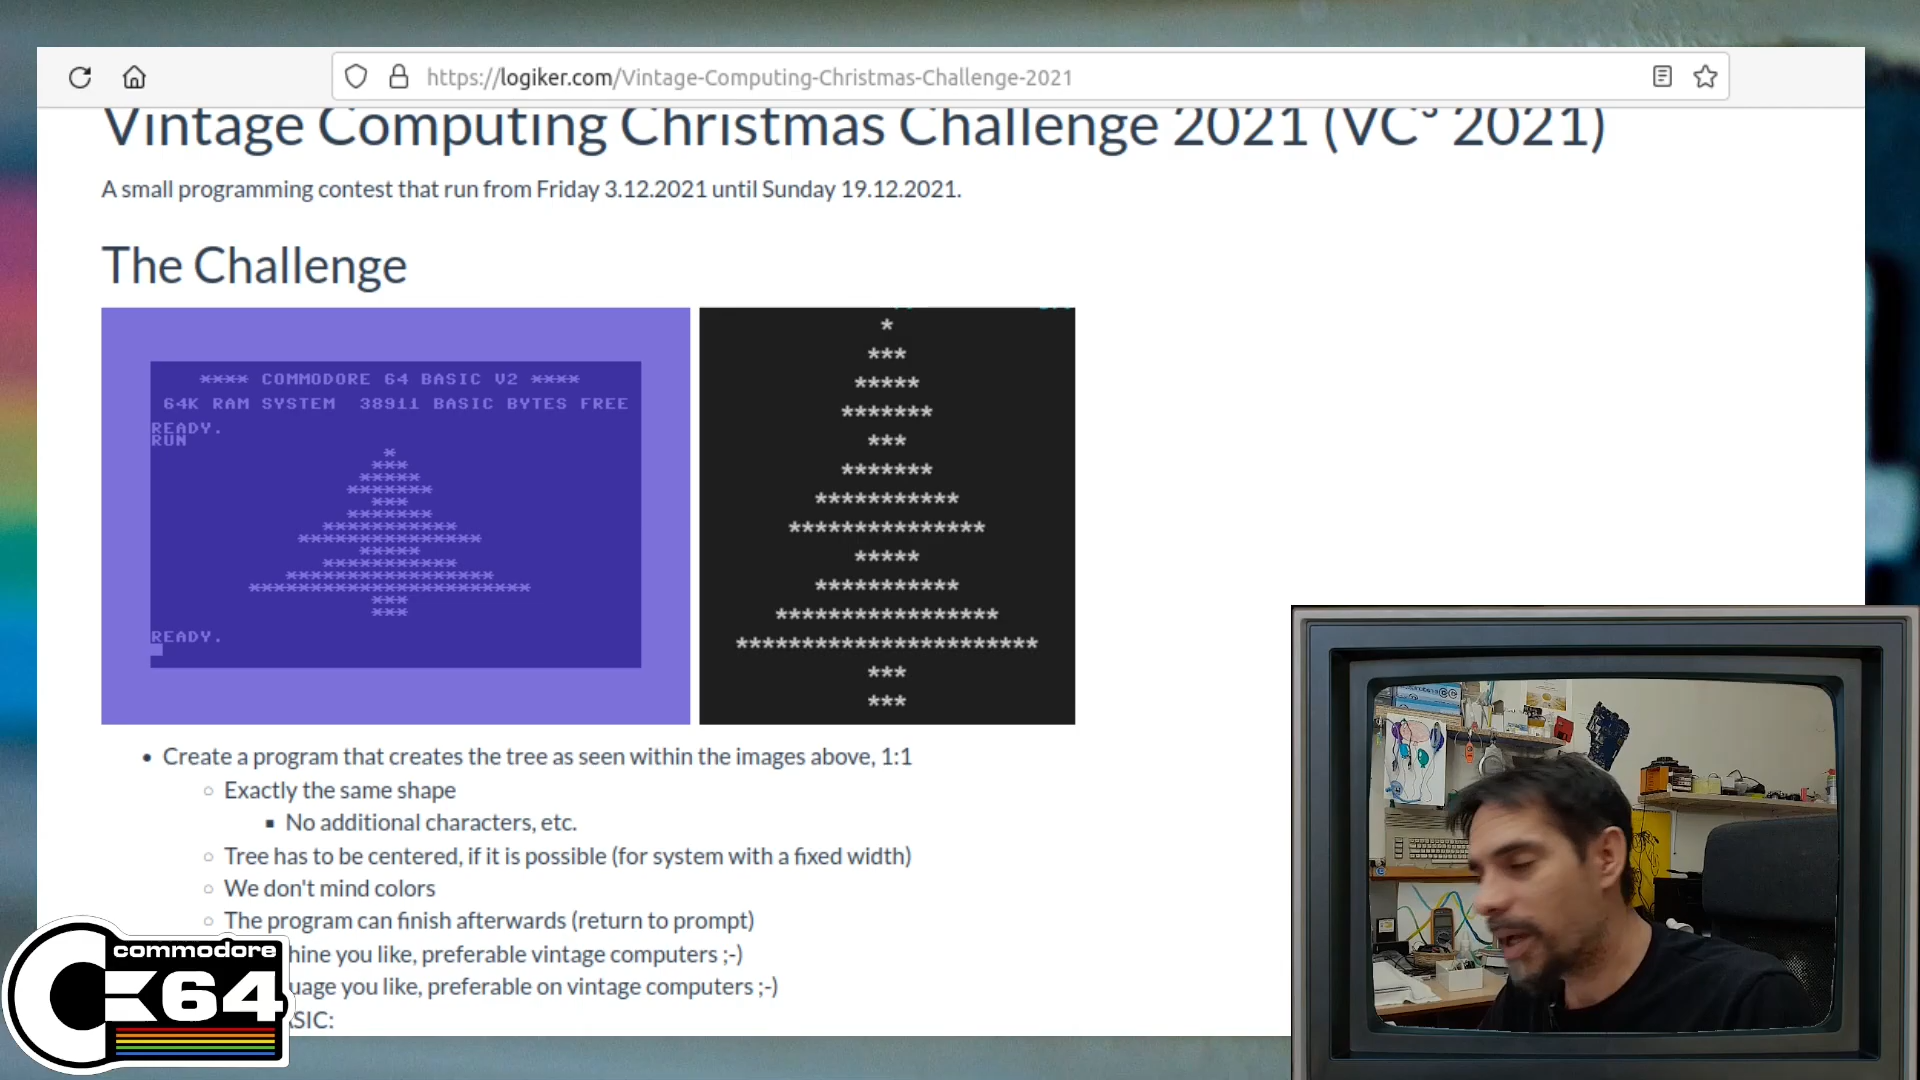 https://logiker.com/Vintage-Computing-Christmas-Challenge-2021
Vintage Computing Christmas Challenge 2021 (VC³ 2021)
A small programming contest that run from Friday 3.12.2021 until Sunday 19.12.2021.
The Challenge
**** COMMODORE 64 BASIC V2 ****
64K RAM SYSTEM 38911 BASIC BYTES FREE
READY.
RUN
*
***
*****
*******
***
*******
***********
***************
*****
***********
*****************
***********************
***
***
READY.
*
***
*****
*******
***
*******
***********
***************
*****
***********
*****************
***********************
***
***
• Create a program that creates the tree as seen within the images above, 1:1
○ Exactly the same shape
▪ No additional characters, etc.
○ Tree has to be centered, if it is possible (for system with a fixed width)
○ We don't mind colors
○ The program can finish afterwards (return to prompt)
hine you like, preferable vintage computers ;-)
uage you like, preferable on vintage computers ;-)
SIC:
commodore
C 64